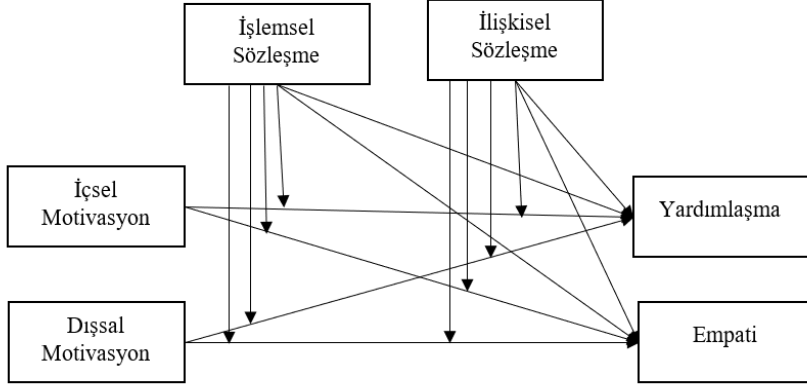 İşlemsel
Sözleşme
İlişkisel
Sözleşme
İçsel
Motivasyon
Yardımlaşma
Dışsal
Motivasyon
Empati